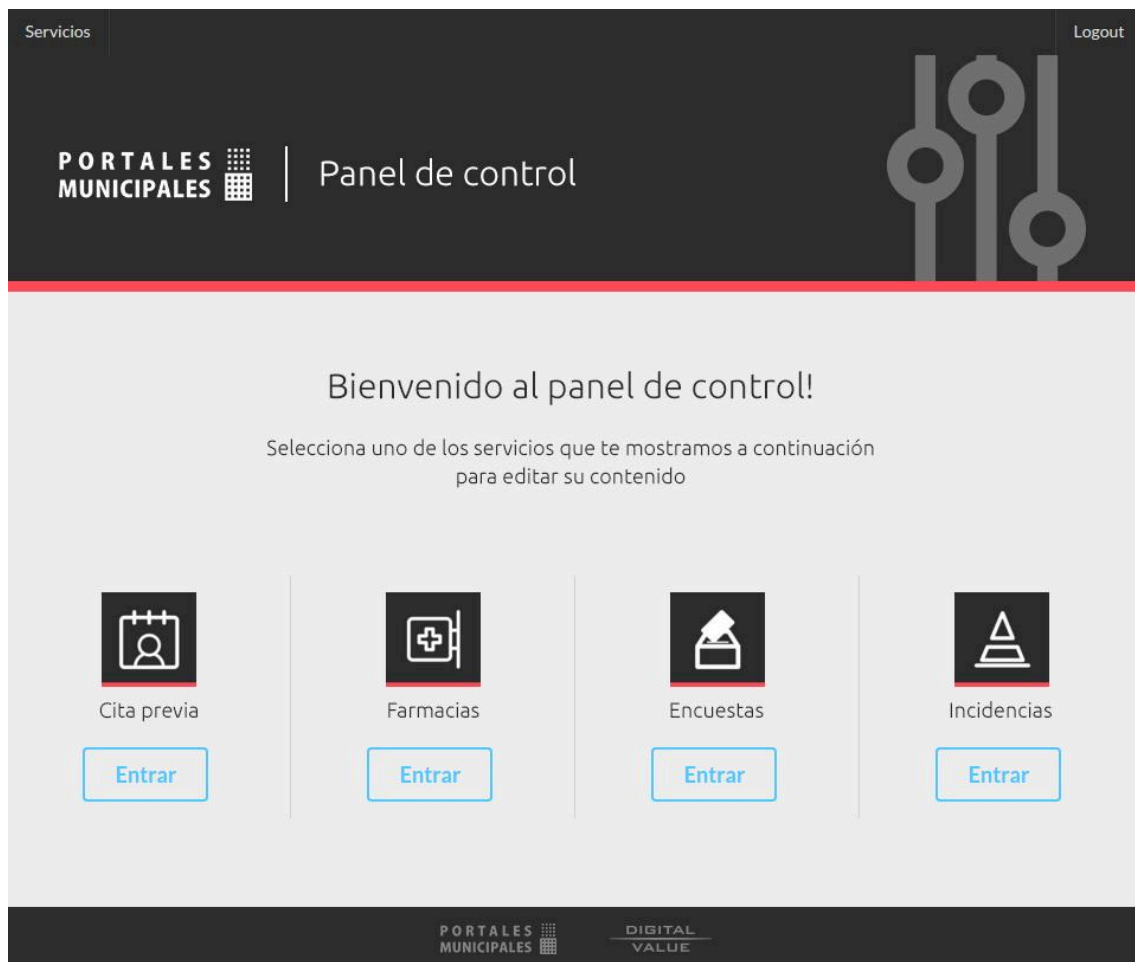 Servicios
Logout
PORTALES
MUNICIPALES
Panel de control
Bienvenido al panel de control!
Selecciona uno de los servicios que te mostramos a continuación
para editar su contenido
Cita previa
Farmacias
Encuestas
Incidencias
Entrar
Entrar
Entrar
Entrar
PORTALES
MUNICIPALES
DIGITAL
VALUE